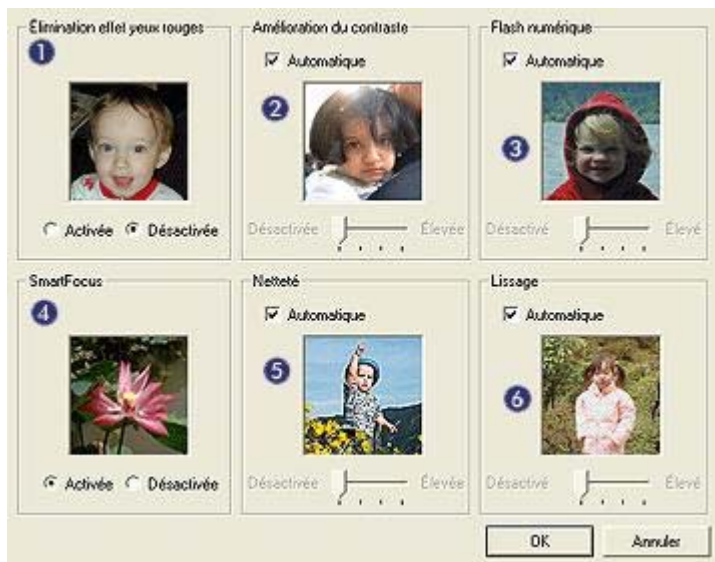 Élimination effet yeux rouges
1
Activée Désactivée
Amélioration du contraste
Automatique
2
Désactivée Élevée
Flash numérique
Automatique
3
Désactivé Élevé
SmartFocus
4
Activée Désactivée
Netteté
Automatique
5
Désactivée Élevée
Lissage
Automatique
6
Désactivé Élevé
OK Annuler